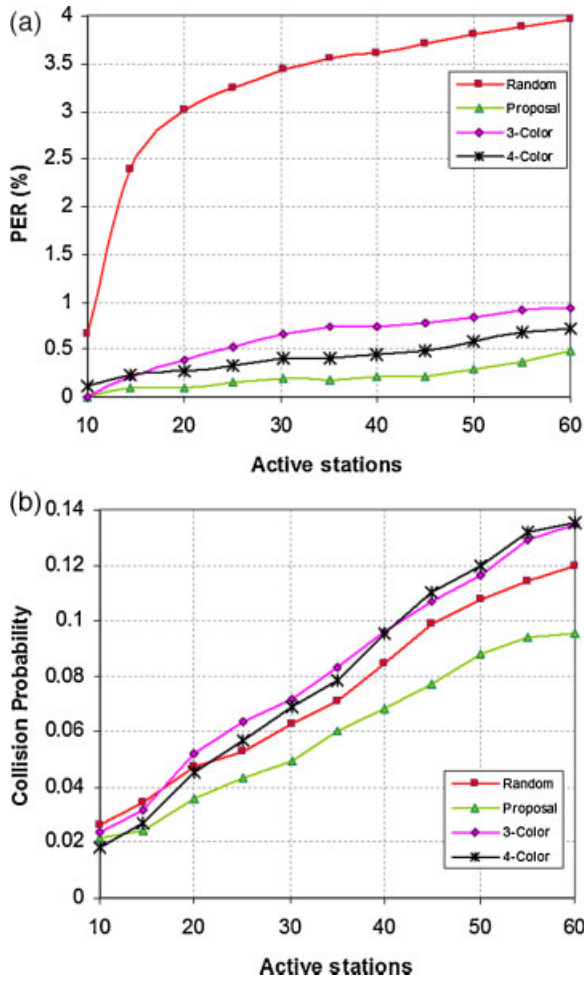 (a)
4
3.5
3
2.5
2
1.5
1
0.5
0
PER (%)
Random
Proposal
3-Color
4-Color
10 20 30 40 50 60
Active stations
(b)
0.14
0.12
0.1
0.08
0.06
0.04
0.02
0
Collision Probability
Random
Proposal
3-Color
4-Color
10 20 30 40 50 60
Active stations